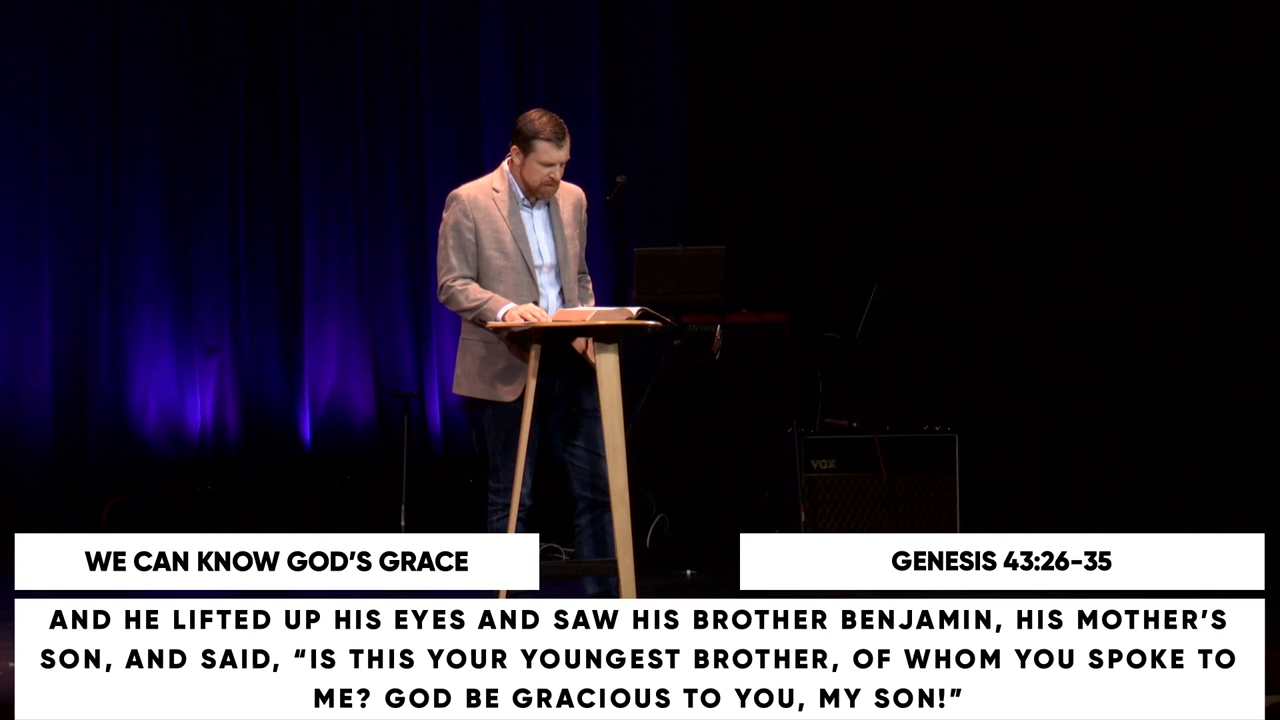 VOX
WE CAN KNOW GOD’S GRACE
GENESIS 43:26-35
AND HE LIFTED UP HIS EYES AND SAW HIS BROTHER BENJAMIN, HIS MOTHER’S
SON, AND SAID, “IS THIS YOUR YOUNGEST BROTHER, OF WHOM YOU SPOKE TO
ME? GOD BE GRACIOUS TO YOU, MY SON!”